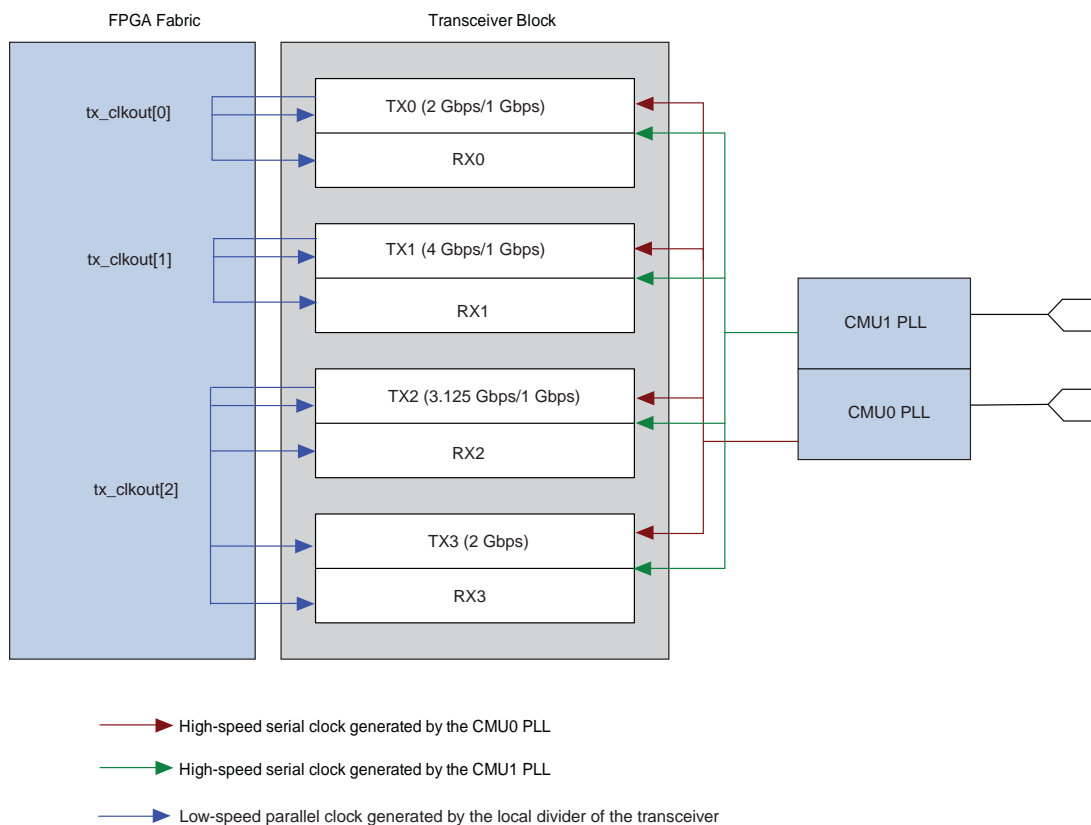 FPGA Fabric
Transceiver Block
tx_clkout[0]
TX0 (2 Gbps/1 Gbps)
RX0
tx_clkout[1]
TX1 (4 Gbps/1 Gbps)
RX1
CMU1 PLL
CMU0 PLL
TX2 (3.125 Gbps/1 Gbps)
RX2
tx_clkout[2]
TX3 (2 Gbps)
RX3
High-speed serial clock generated by the CMU0 PLL
High-speed serial clock generated by the CMU1 PLL
Low-speed parallel clock generated by the local divider of the transceiver